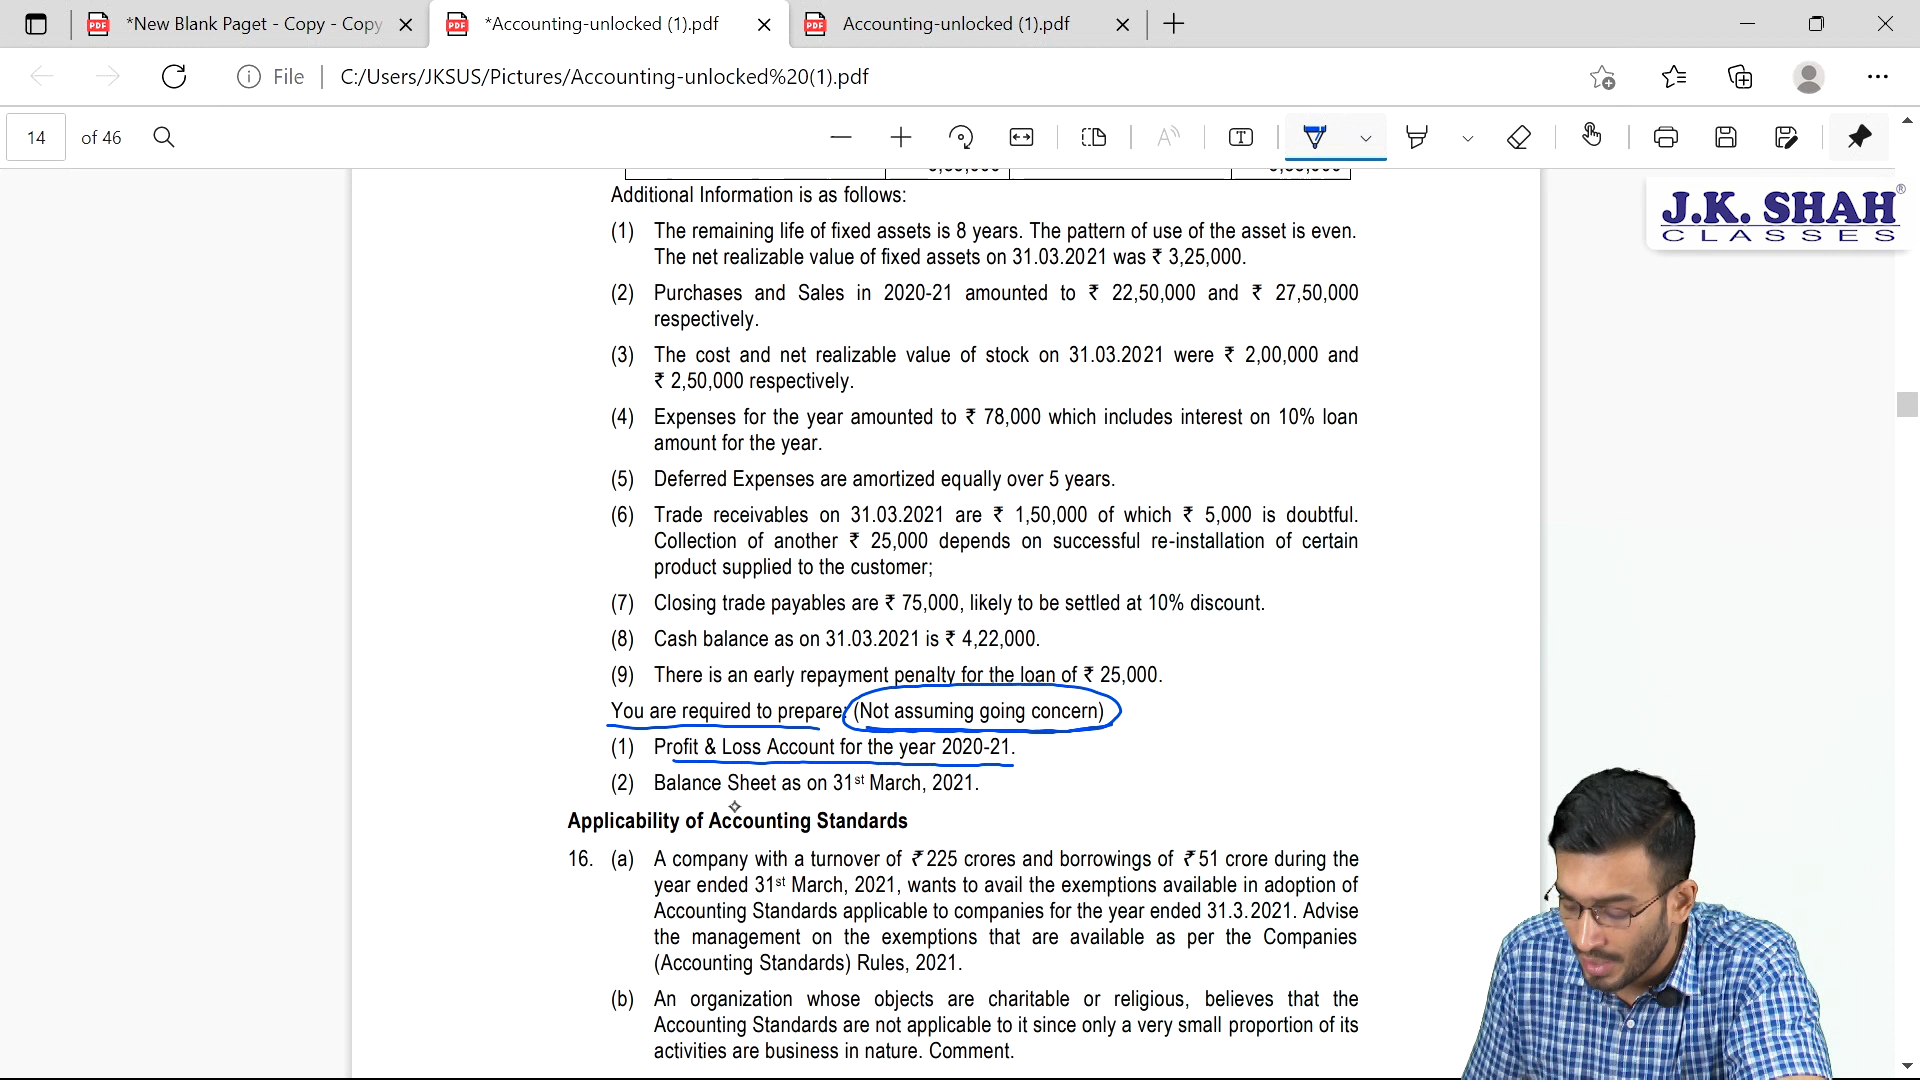 *New Blank Paget - Copy - Copy
*Accounting-unlocked (1).pdf
Accounting-unlocked (1).pdf
File
C:/Users/JKSUS/Pictures/Accounting-unlocked%20(1).pdf
14 of 46
J.K. SHAH®
CLASSES
Additional Information is as follows:
(1) The remaining life of fixed assets is 8 years. The pattern of use of the asset is even.
The net realizable value of fixed assets on 31.03.2021 was ₹ 3,25,000.
(2) Purchases and Sales in 2020-21 amounted to ₹ 22,50,000 and ₹ 27,50,000
respectively.
(3) The cost and net realizable value of stock on 31.03.2021 were ₹ 2,00,000 and
₹ 2,50,000 respectively.
(4) Expenses for the year amounted to ₹ 78,000 which includes interest on 10% loan
amount for the year.
(5) Deferred Expenses are amortized equally over 5 years.
(6) Trade receivables on 31.03.2021 are ₹ 1,50,000 of which ₹ 5,000 is doubtful.
Collection of another ₹ 25,000 depends on successful re-installation of certain
product supplied to the customer;
(7) Closing trade payables are ₹ 75,000, likely to be settled at 10% discount.
(8) Cash balance as on 31.03.2021 is ₹ 4,22,000.
(9) There is an early repayment penalty for the loan of ₹ 25,000.
You are required to prepare: (Not assuming going concern)
(1) Profit & Loss Account for the year 2020-21.
(2) Balance Sheet as on 31st March, 2021.
Applicability of Accounting Standards
16. (a) A company with a turnover of ₹225 crores and borrowings of ₹51 crore during the
year ended 31st March, 2021, wants to avail the exemptions available in adoption of
Accounting Standards applicable to companies for the year ended 31.3.2021. Advise
the management on the exemptions that are available as per the Companies
(Accounting Standards) Rules, 2021.
(b) An organization whose objects are charitable or religious, believes that the
Accounting Standards are not applicable to it since only a very small proportion of its
activities are business in nature. Comment.